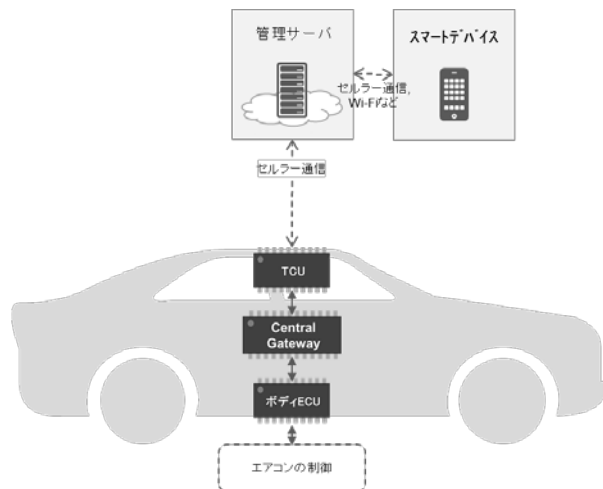 管理サーバ
スマートデバイス
セルラー通信,
Wi-Fiなど
セルラー通信
TCU
Central
Gateway
ボディECU
エアコンの制御